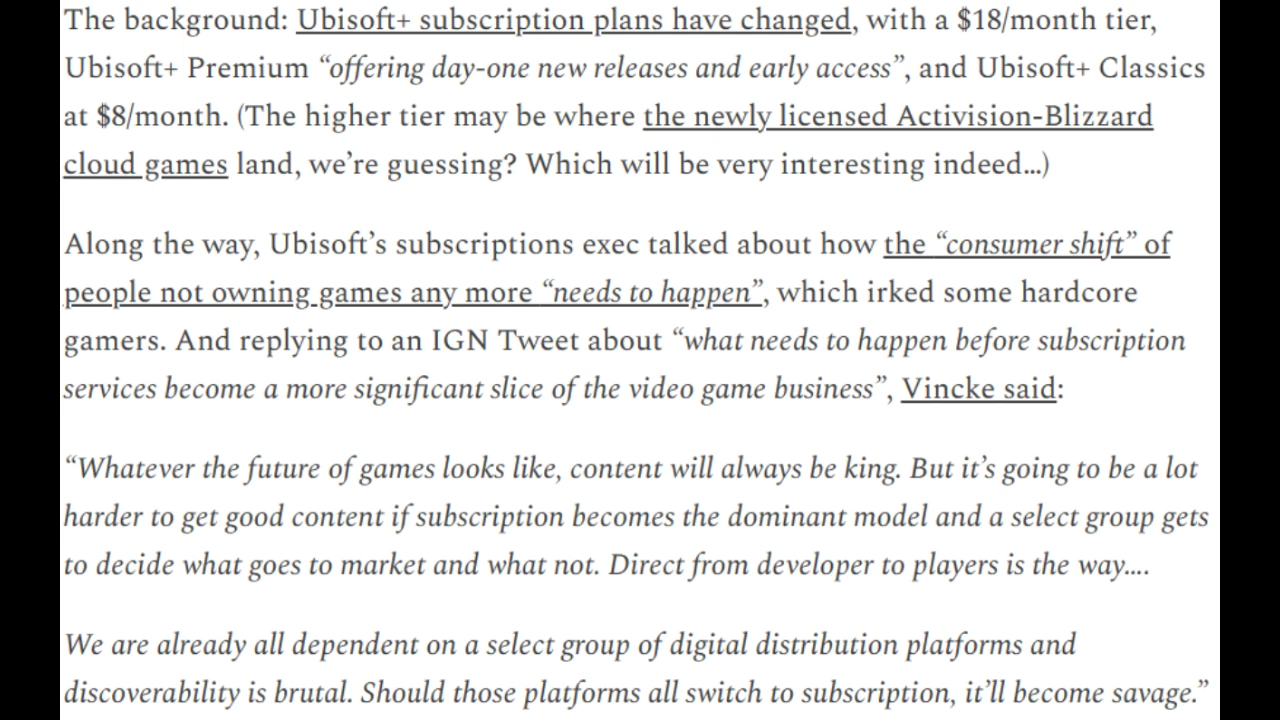 The background: Ubisoft+ subscription plans have changed, with a $18/month tier,
Ubisoft+ Premium “offering day-one new releases and early access”, and Ubisoft+ Classics
at $8/month. (The higher tier may be where the newly licensed Activision-Blizzard
cloud games land, we’re guessing? Which will be very interesting indeed...)
Along the way, Ubisoft’s subscriptions exec talked about how the “consumer shift” of
people not owning games any more “needs to happen”, which irked some hardcore
gamers. And replying to an IGN Tweet about “what needs to happen before subscription
services become a more significant slice of the video game business”, Vincke said:
“Whatever the future of games looks like, content will always be king. But it’s going to be a lot
harder to get good content if subscription becomes the dominant model and a select group gets
to decide what goes to market and what not. Direct from developer to players is the way....
We are already all dependent on a select group of digital distribution platforms and
discoverability is brutal. Should those platforms all switch to subscription, it’ll become savage.”